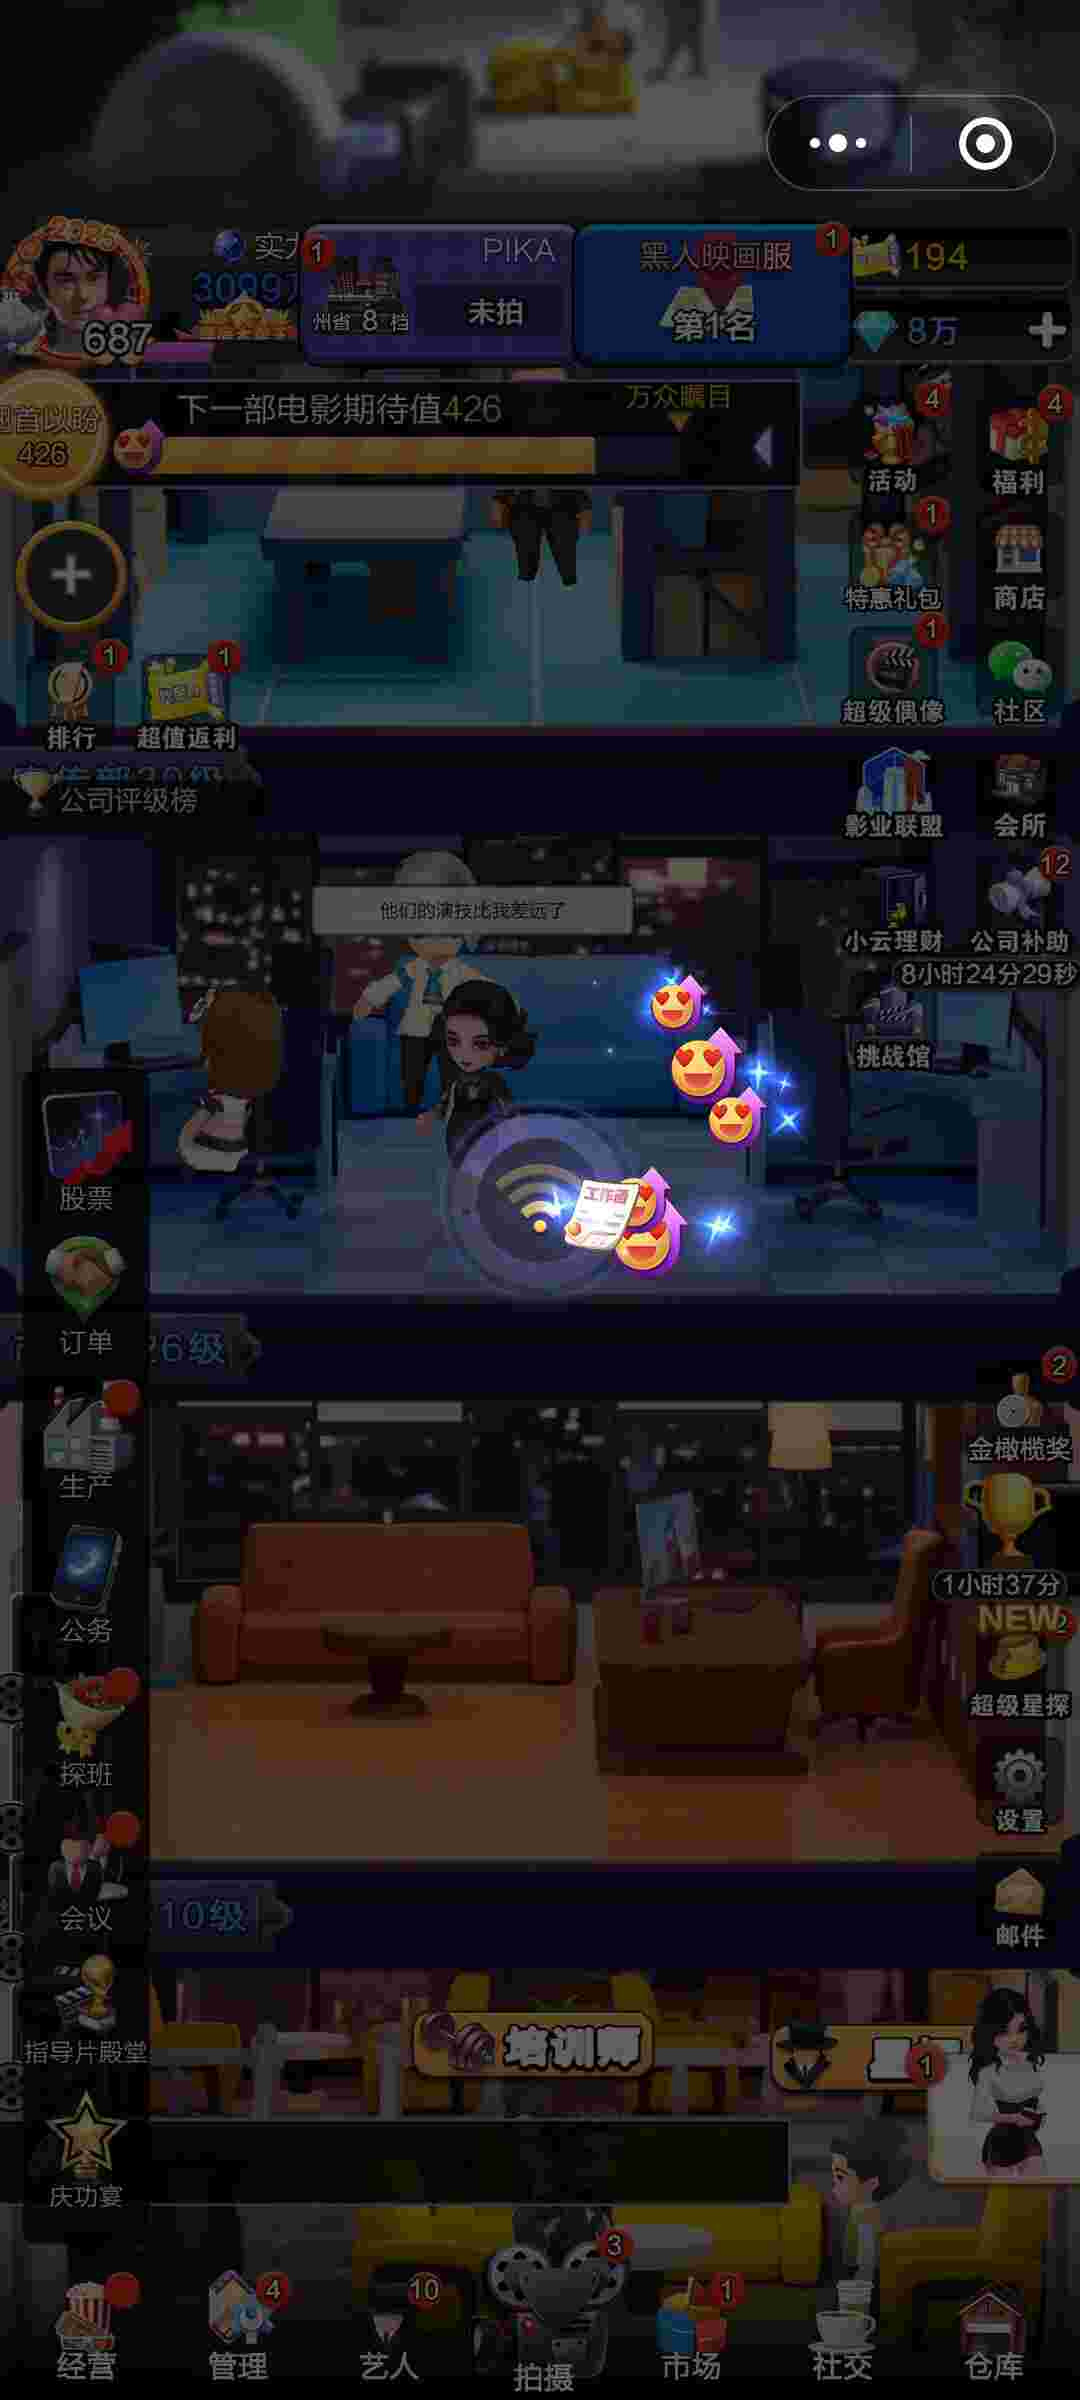 PIKA
黑人映画服
1
1
194
3099万
州省 8 档
未拍
第1名
8万
687
下一部电影期待值426
万众瞩目
翘首以盼
426
4
活动
4
福利
1
特惠礼包
商店
1
排行
1
超值返利
1
超级偶像
社区
公司评级榜
影业联盟
会所
他们的演技比我差远了
小云理财
12
公司补助
8小时24分29秒
挑战馆
股票
工作函
订单
26级
2
金橄榄奖
生产
1小时37分
NEW
2
公务
超级星探
探班
设置
会议
10级
邮件
指导片殿堂
培训师
1
庆功宴
经营
4
管理
10
艺人
3
拍摄
1
市场
社交
仓库